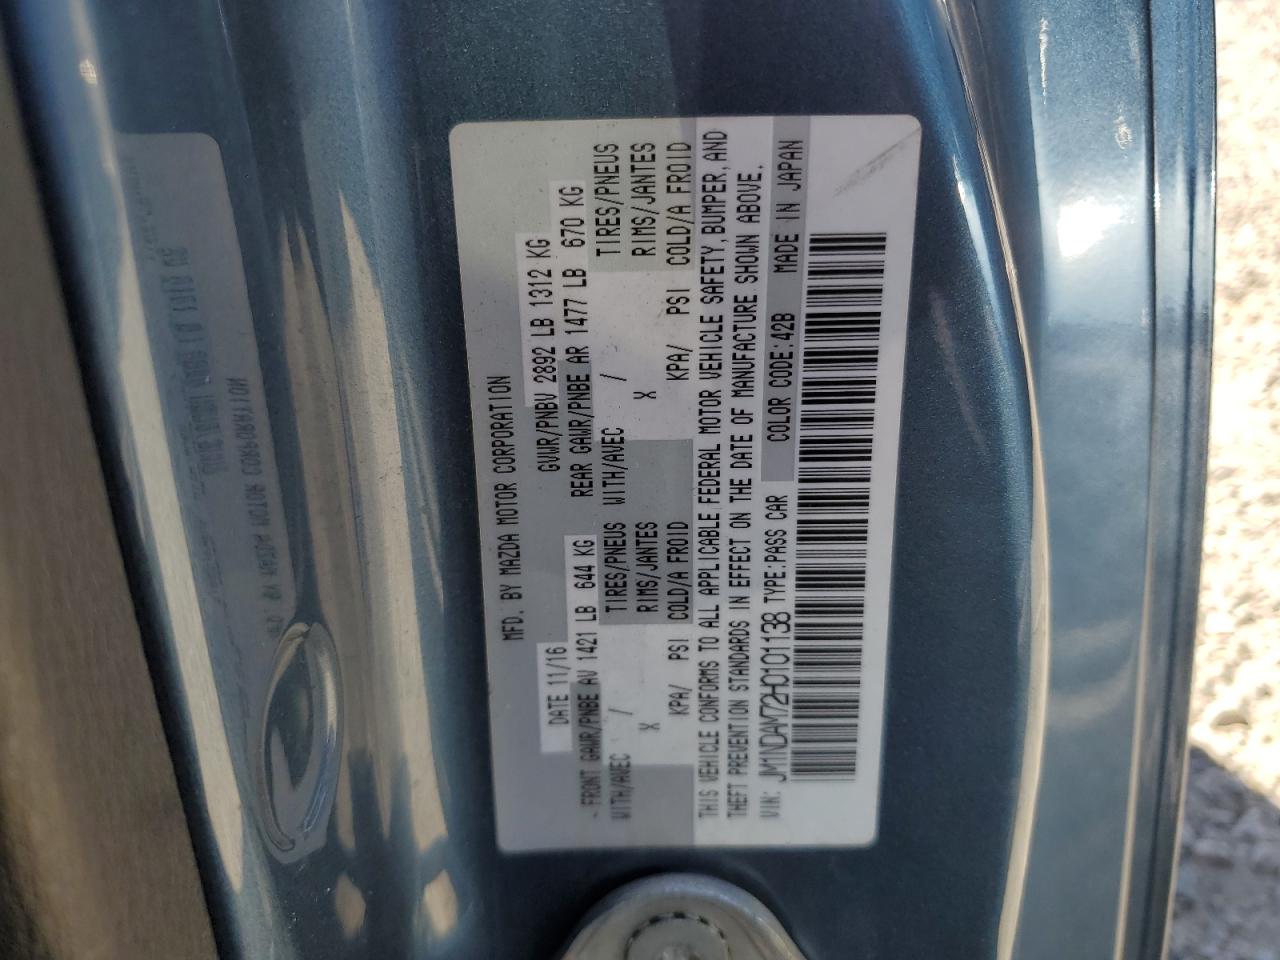 MFD. BY MAZDA MOTOR CORPORATION
DATE 11/16 GVWR/PNBV 2892 LB 1312 KG
FRONT GAWR/PNBE AV 1421 LB 644 KG REAR GAWR/PNBE AR 1477 LB 670 KG
WITH/AVEC / TIRES/PNEUS WITH/AVEC / TIRES/PNEUS
X RIMS/JANTES X RIMS/JANTES
KPA/ PSI COLD/A FROID KPA/ PSI COLD/A FROID
THIS VEHICLE CONFORMS TO ALL APPLICABLE FEDERAL MOTOR VEHICLE SAFETY, BUMPER, AND
THEFT PREVENTION STANDARDS IN EFFECT ON THE DATE OF MANUFACTURE SHOWN ABOVE.
VIN: JM1NDAM72H0101138 TYPE:PASS CAR COLOR CODE:42B MADE IN JAPAN